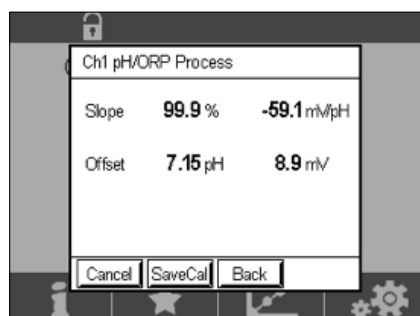 Ch1 pH/ORP Process
Slope 99.9 % -59.1 mV/pH
Offset 7.15 pH 8.9 mV
Cancel SaveCal Back